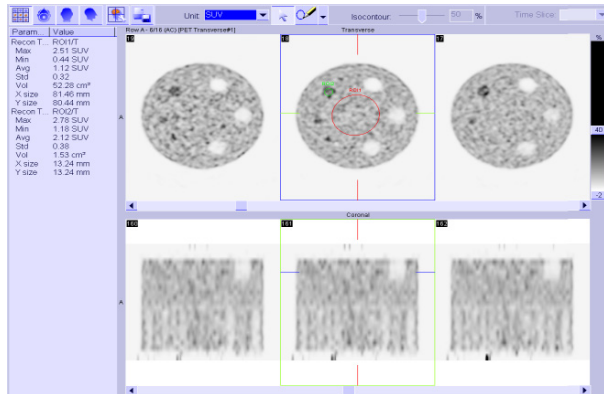 Unit SUV Isocontour 50 % Time Slice:
Param... Value
Row A - 6/16 (AC) [PET Transverse#1] Transverse
Recon T... ROI1/T
Max 2.51 SUV
Min 0.44 SUV
Avg 1.12 SUV
Std 0.32
Vol 52.28 cm³
X size 81.46 mm
Y size 80.44 mm
Recon T... ROI2/T
Max 2.78 SUV
Min 1.18 SUV
Avg 2.12 SUV
Std 0.38
Vol 1.53 cm³
X size 13.24 mm
Y size 13.24 mm
%
A
40
-2
Coronal
160 161 162
A